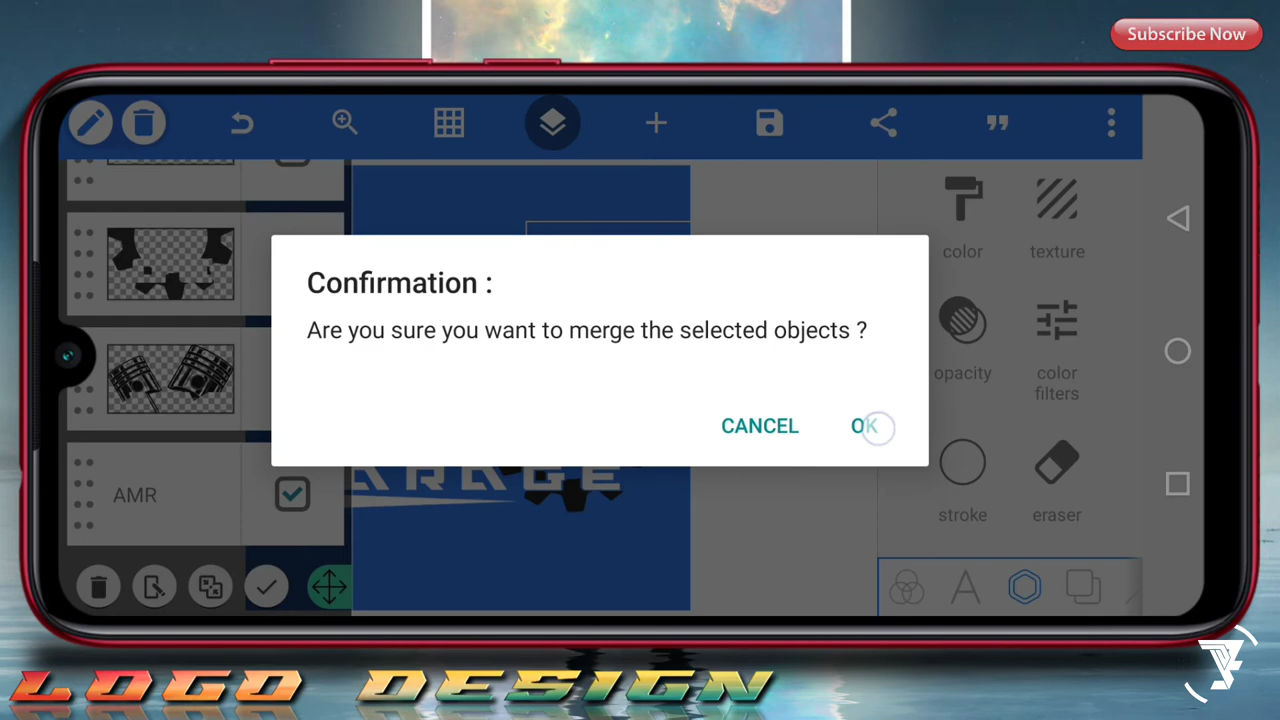 Subscribe Now
color
texture
Confirmation :
Are you sure you want to merge the selected objects ?
opacity
color
filters
CANCEL
OK
ARAGE
AMR
stroke
eraser
LOGO DESIGN